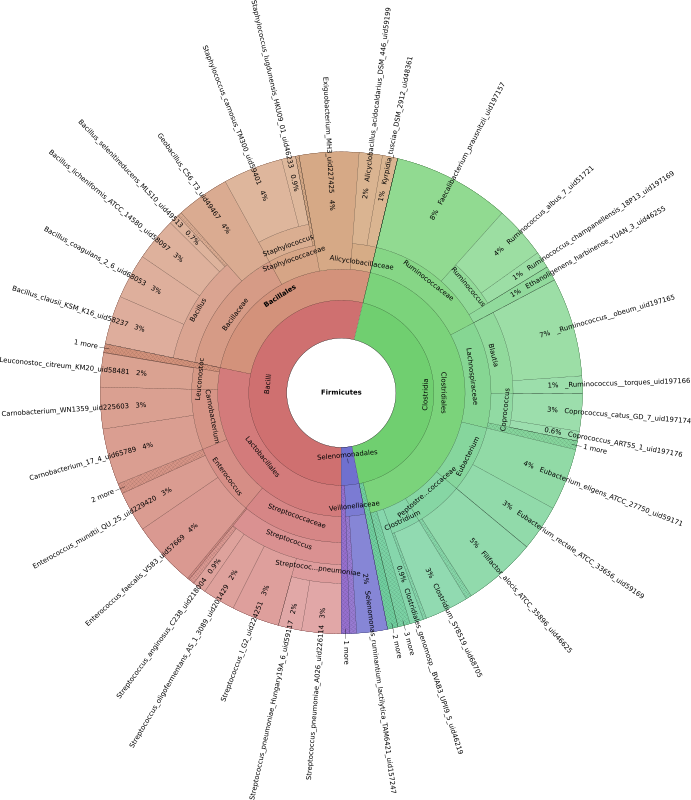 Firmicutes
Bacilli
Bacillales
Alicyclobacillaceae
Staphylococcaceae
Staphylococcus
Bacillaceae
Bacillus
Lactobacillales
Leuconostoc
Carnobacterium
Enterococcus
Streptococcaceae
Streptococcus
Streptococ...pneumoniae
Clostridia
Clostridiales
Ruminococcaceae
Ruminococcus
Lachnospiraceae
Blautia
Coprococcus
Eubacterium
Peptostre...coccaceae
Clostridium
Selenomonadales
Veillonellaceae
8% Faecalibacterium_prausnitzii_uid197157
4% Ruminococcus_albus_7_uid51721
1% Ruminococcus_champanellensis_18P13_uid197169
1% Ethanoligenens_harbinense_YUAN_3_uid46255
7% _Ruminococcus__obeum_uid197165
1% _Ruminococcus__torques_uid197166
3% Coprococcus_catus_GD_7_uid197174
0.6% Coprococcus_ART55_1_uid197176
1 more
4% Eubacterium_eligens_ATCC_27750_uid59171
3% Eubacterium_rectale_ATCC_33656_uid59169
5% Filifactor_alocis_ATCC_35896_uid46625
3% Clostridium_SY8519_uid68705
0.9% Clostridiales_genomosp__BVAB3_UPII9_5_uid46219
3 more
2 more
2% Selenomonas_ruminantium_lactilytica_TAM6421_uid157247
1 more
3% Streptococcus_pneumoniae_A026_uid226114
2% Streptococcus_pneumoniae_Hungary19A_6_uid59117
3% Streptococcus_I_G2_uid224251
2% Streptococcus_oligofermentans_AS_1_3089_uid201429
0.9% Streptococcus_anginosus_C238_uid218004
4% Enterococcus_faecalis_V583_uid57669
3% Enterococcus_mundtii_QU_25_uid229420
2 more
4% Carnobacterium_17_4_uid65789
3% Carnobacterium_WN1359_uid225603
2% Leuconostoc_citreum_KM20_uid58481
1 more
3% Bacillus_clausii_KSM_K16_uid58237
3% Bacillus_coagulans_2_6_uid68053
3% Bacillus_licheniformis_ATCC_14580_uid58097
0.7% Bacillus_selenitireducens_MLS10_uid49513
4% Geobacillus_C56_T3_uid49467
4% Staphylococcus_carnosus_TM300_uid59401
0.9% Staphylococcus_lugdunensis_HKU09_01_uid46233
4% Exiguobacterium_MH3_uid227425
2% Alicyclobacillus_acidocaldarius_DSM_446_uid59199
1% Kyrpidia_tusciae_DSM_2912_uid48361